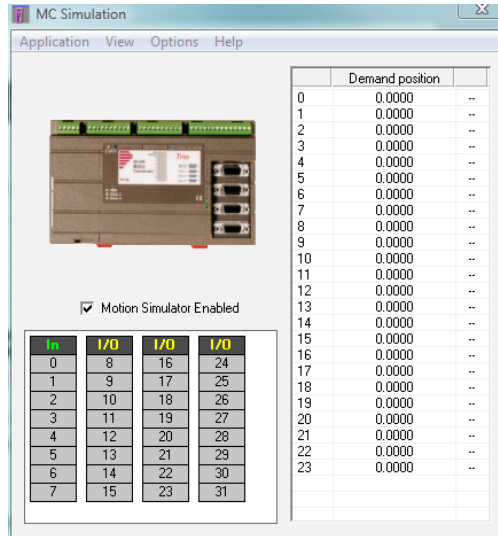 MC Simulation
Application View Options Help
Demand position
0 0.0000 --
1 0.0000 --
2 0.0000 --
3 0.0000 --
4 0.0000 --
5 0.0000 --
6 0.0000 --
7 0.0000 --
8 0.0000 --
9 0.0000 --
10 0.0000 --
11 0.0000 --
12 0.0000 --
13 0.0000 --
14 0.0000 --
15 0.0000 --
16 0.0000 --
17 0.0000 --
18 0.0000 --
19 0.0000 --
20 0.0000 --
21 0.0000 --
22 0.0000 --
23 0.0000 --
Trio
Motion Simulator Enabled
In I/O I/O I/O
0 8 16 24
1 9 17 25
2 10 18 26
3 11 19 27
4 12 20 28
5 13 21 29
6 14 22 30
7 15 23 31